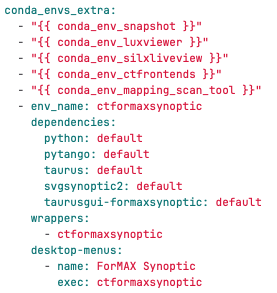 conda_envs_extra:
  - "{{ conda_env_snapshot }}"
  - "{{ conda_env_luxviewer }}"
  - "{{ conda_env_silxliveview }}"
  - "{{ conda_env_ctfrontends }}"
  - "{{ conda_env_mapping_scan_tool }}"
  - env_name: ctformaxsynoptic
    dependencies:
      python: default
      pytango: default
      taurus: default
      svgsynoptic2: default
      taurusgui-formaxsynoptic: default
    wrappers:
      - ctformaxsynoptic
    desktop-menus:
      - name: ForMAX Synoptic
        exec: ctformaxsynoptic